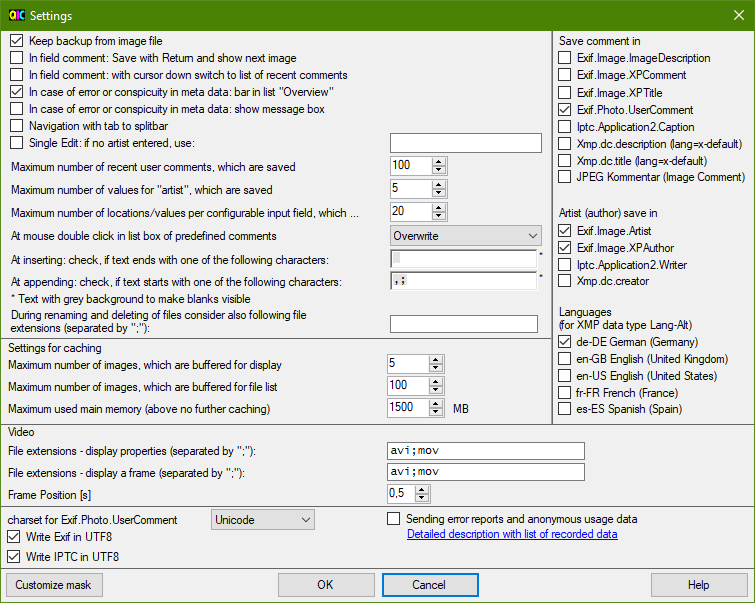 QIC Settings
Keep backup from image file
In field comment: Save with Return and show next image
In field comment: with cursor down switch to list of recent comments
In case of error or conspicuity in meta data: bar in list "Overview"
In case of error or conspicuity in meta data: show message box
Navigation with tab to splitbar
Single Edit: if no artist entered, use:
Maximum number of recent user comments, which are saved 100
Maximum number of values for "artist", which are saved 5
Maximum number of locations/values per configurable input field, which ... 20
At mouse double click in list box of predefined comments Overwrite
At inserting: check, if text ends with one of the following characters: *
At appending: check, if text starts with one of the following characters: ,; *
* Text with grey background to make blanks visible
During renaming and deleting of files consider also following file
extensions (separated by ";"):
Save comment in
Exif.Image.ImageDescription
Exif.Image.XPComment
Exif.Image.XPTitle
Exif.Photo.UserComment
Iptc.Application2.Caption
Xmp.dc.description (lang=x-default)
Xmp.dc.title (lang=x-default)
JPEG Kommentar (Image Comment)
Artist (author) save in
Exif.Image.Artist
Exif.Image.XPAuthor
Iptc.Application2.Writer
Xmp.dc.creator
Languages
(for XMP data type Lang-Alt)
de-DE German (Germany)
en-GB English (United Kingdom)
en-US English (United States)
fr-FR French (France)
es-ES Spanish (Spain)
Settings for caching
Maximum number of images, which are buffered for display 5
Maximum number of images, which are buffered for file list 100
Maximum used main memory (above no further caching) 1500 MB
Video
File extensions - display properties (separated by ";"): avi;mov
File extensions - display a frame (separated by ";"): avi;mov
Frame Position [s] 0,5
charset for Exif.Photo.UserComment Unicode
Write Exif in UTF8
Write IPTC in UTF8
Sending error reports and anonymous usage data
Detailed description with list of recorded data
Customize mask OK Cancel Help